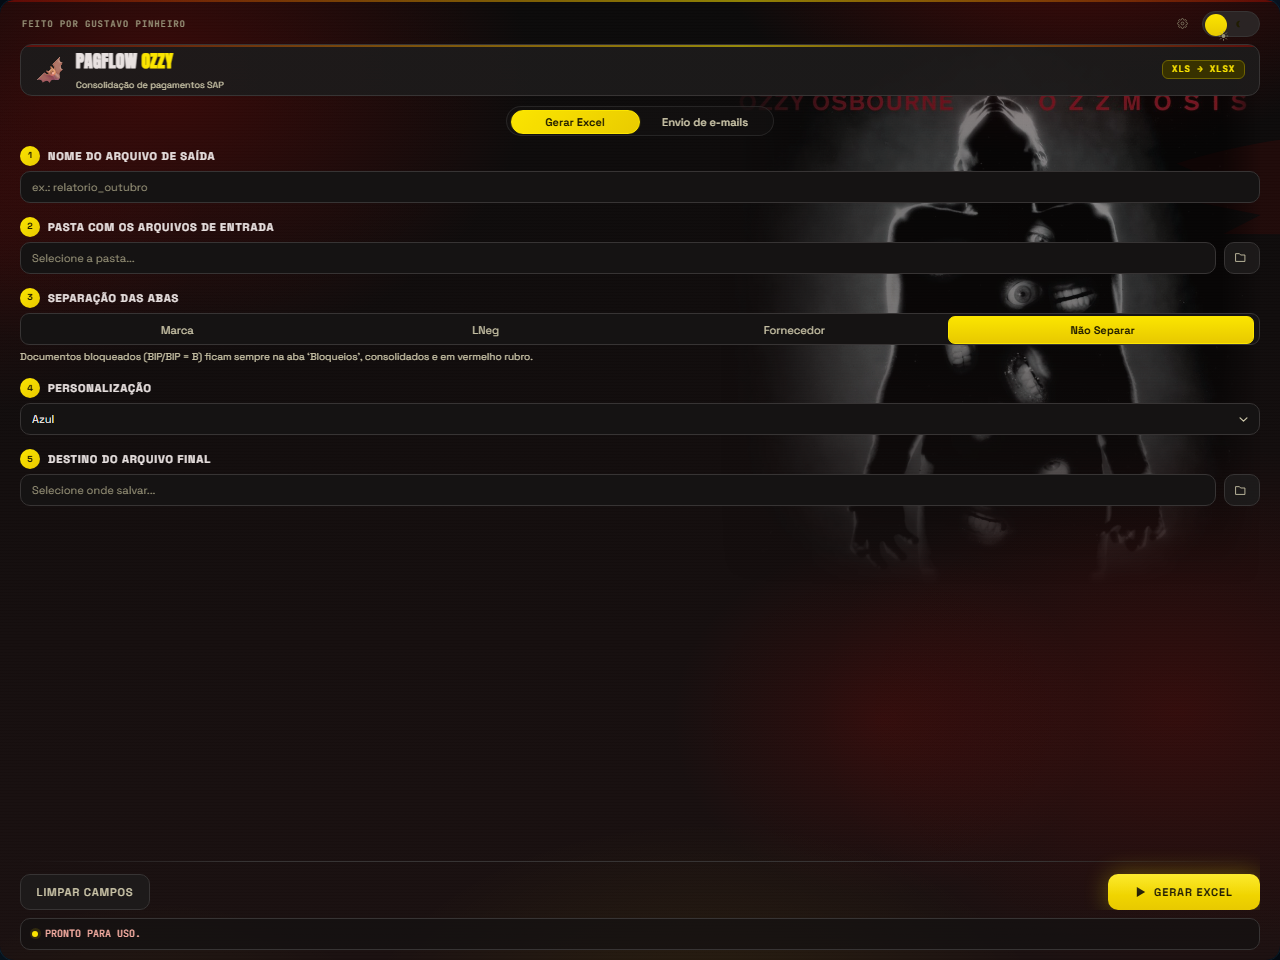 FEITO POR GUSTAVO PINHEIRO
PAGFLOW OZZY
Consolidação de pagamentos SAP
XLS → XLSX
OZZY OSBOURNE
OZZMOSIS
Gerar Excel
Envio de e-mails
1 NOME DO ARQUIVO DE SAÍDA
ex.: relatorio_outubro
2 PASTA COM OS ARQUIVOS DE ENTRADA
Selecione a pasta...
3 SEPARAÇÃO DAS ABAS
Marca
LNeg
Fornecedor
Não Separar
Documentos bloqueados (BIP/BIP = B) ficam sempre na aba 'Bloqueios', consolidados e em vermelho rubro.
4 PERSONALIZAÇÃO
Azul
5 DESTINO DO ARQUIVO FINAL
Selecione onde salvar...
LIMPAR CAMPOS
GERAR EXCEL
PRONTO PARA USO.